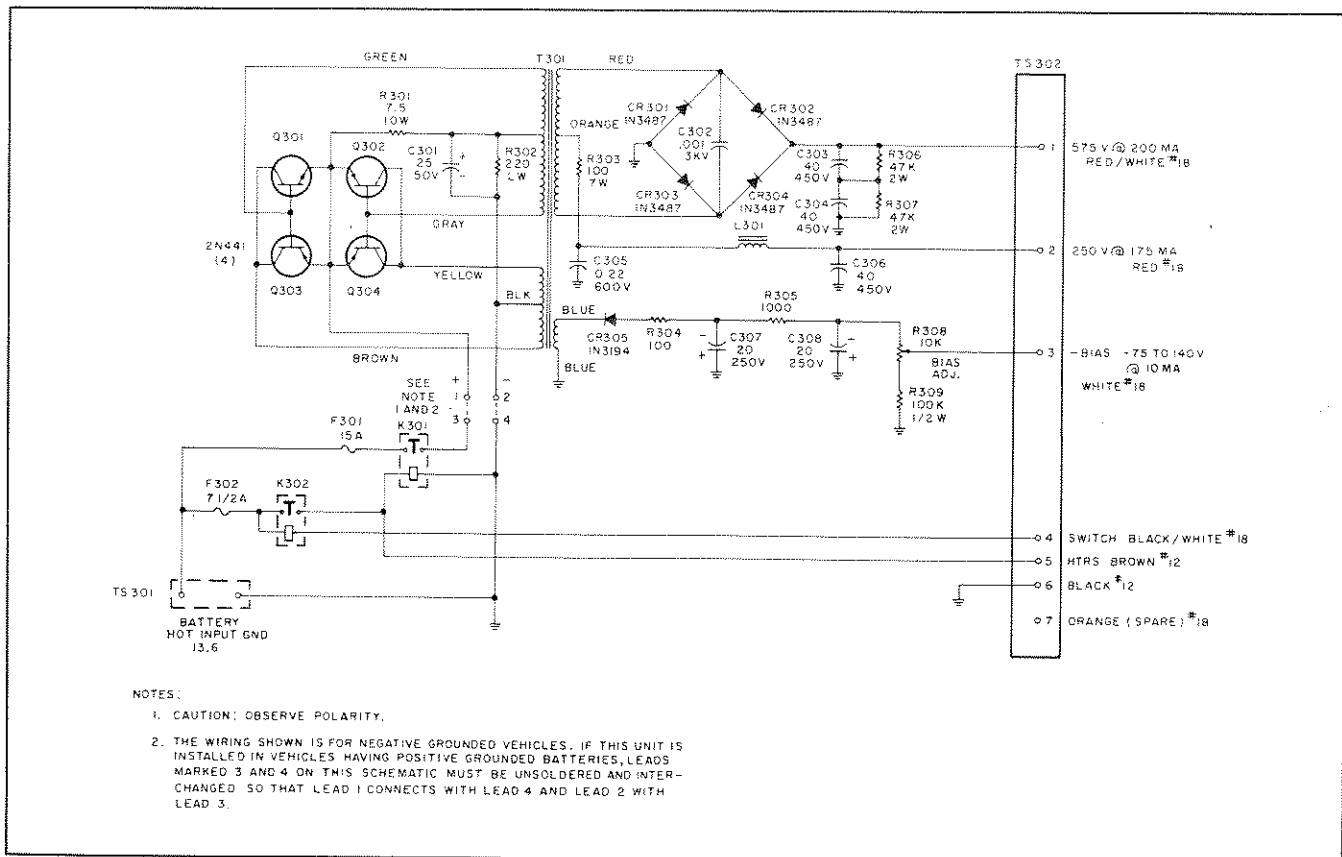 GREEN
T301
RED
TS302
R301
7.5
10W
CR301
1N3487
CR302
1N3487
ORANGE
Q301
Q302
C301
25
50V
+
-
R302
220
C302
.001
3KV
R303
100
7W
C303
40
450V
R306
47K
2W
1
575 V @ 200 MA
RED/WHITE #18
CR303
1N3487
CR304
1N3487
C304
40
450V
R307
47K
2W
GRAY
L301
2N441
(4)
Q303
Q304
YELLOW
C305
0.22
600V
C306
40
450V
2
250 V @ 175 MA
RED #18
BLK
BLUE
CR305
1N3194
R304
100
R305
1000
-
C307
+
20
250V
C308
20
250V
-
+
R308
10K
BIAS
ADJ.
3
-BIAS -75 TO 140V
@ 10 MA
WHITE #18
BROWN
BLUE
R309
100K
1/2 W
SEE
NOTE
1 AND 2
+
-
1
2
3
4
F301
15A
K301
F302
7 1/2A
K302
4
SWITCH BLACK/WHITE #18
5
HTRS BROWN #12
6
BLACK #12
7
ORANGE (SPARE) #18
TS301
BATTERY
HOT INPUT GND
13.6
NOTES:
1. CAUTION: OBSERVE POLARITY.
2. THE WIRING SHOWN IS FOR NEGATIVE GROUNDED VEHICLES. IF THIS UNIT IS
INSTALLED IN VEHICLES HAVING POSITIVE GROUNDED BATTERIES, LEADS
MARKED 3 AND 4 ON THIS SCHEMATIC MUST BE UNSOLDERED AND INTER-
CHANGED SO THAT LEAD 1 CONNECTS WITH LEAD 4 AND LEAD 2 WITH
LEAD 3.